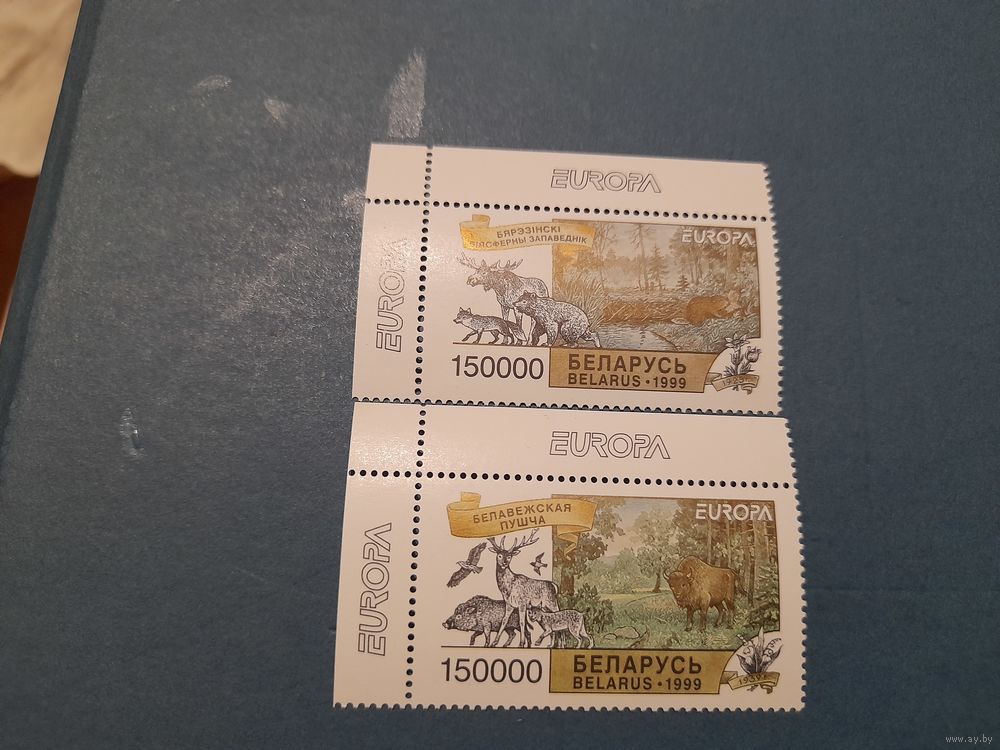 EUROPA
EUROPA
БЯРЭЗІНСКІ
БІЯСФЕРНЫ ЗАПАВЕДНІК
EUROPA
150000
БЕЛАРУСЬ
BELARUS · 1999
EUROPA
EUROPA
БЕЛАВЕЖСКАЯ
ПУШЧА
EUROPA
150000
БЕЛАРУСЬ
BELARUS · 1999
www.ay.by